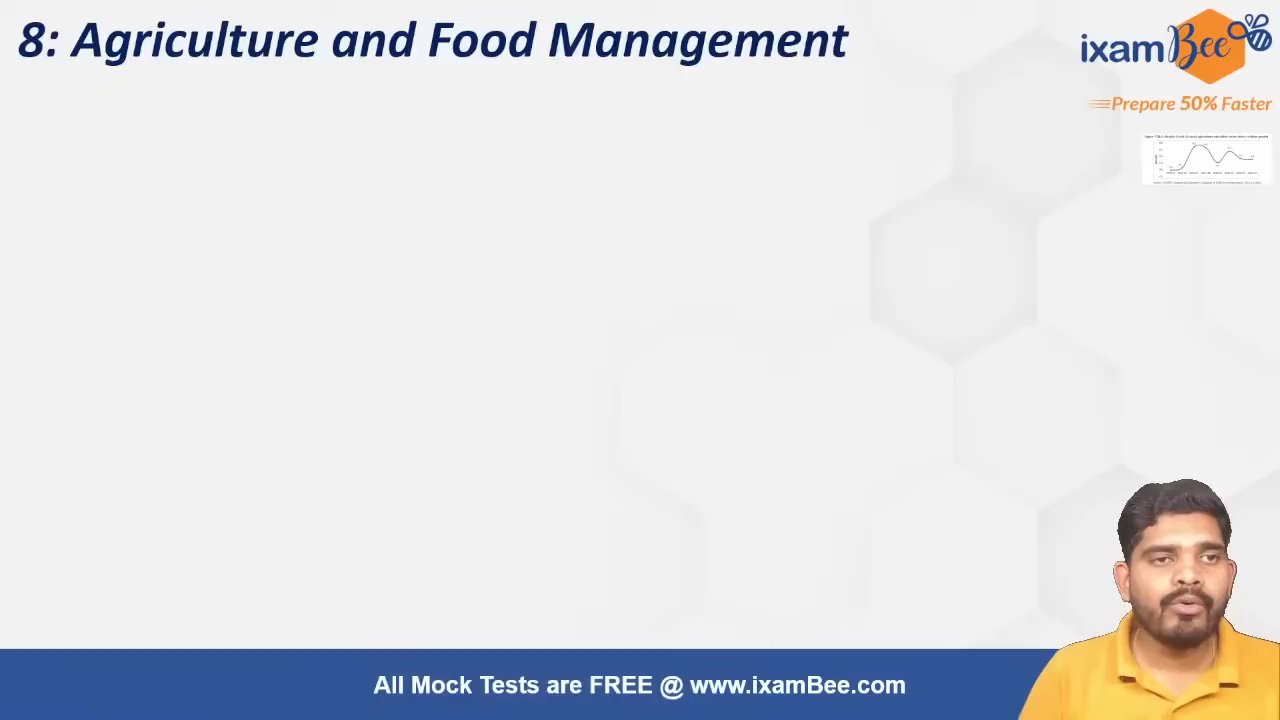 8: Agriculture and Food Management
ixamBee
Prepare 50% Faster
All Mock Tests are FREE @ www.ixamBee.com